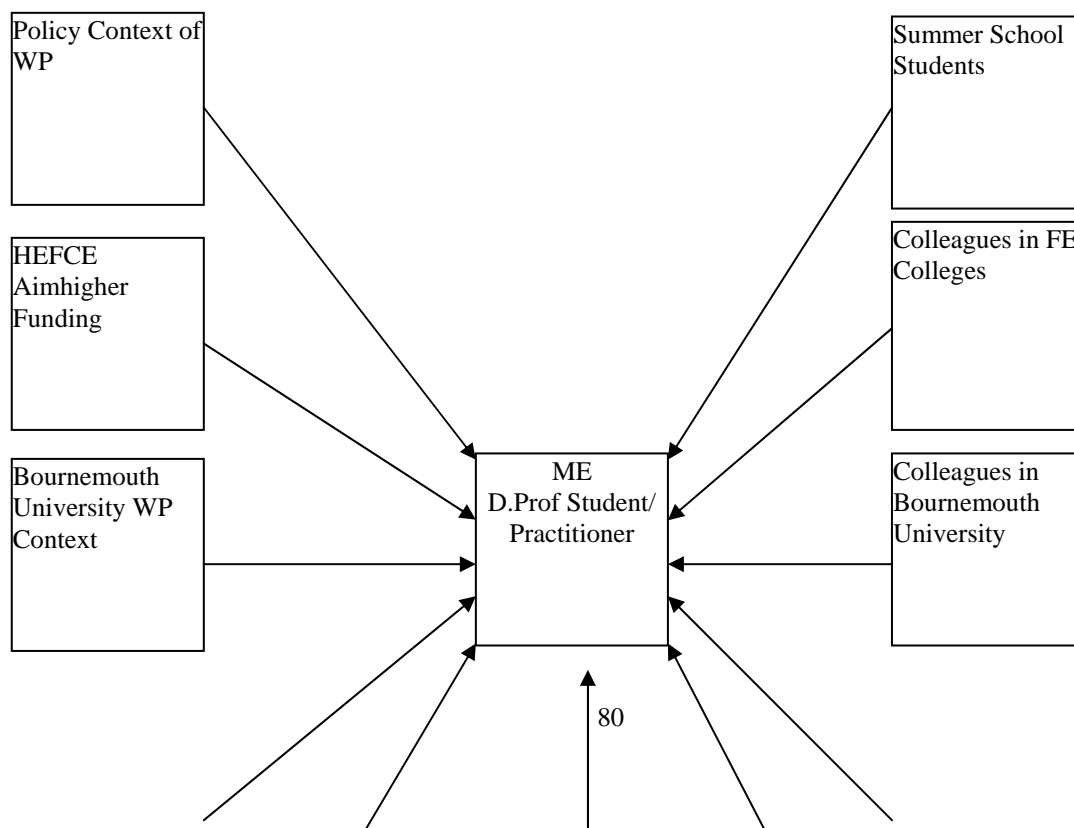 Policy Context of
WP
HEFCE
Aimhigher
Funding
Bournemouth
University WP
Context
ME
D.Prof Student/
Practitioner
80
Summer School
Students
Colleagues in FE
Colleges
Colleagues in
Bournemouth
University